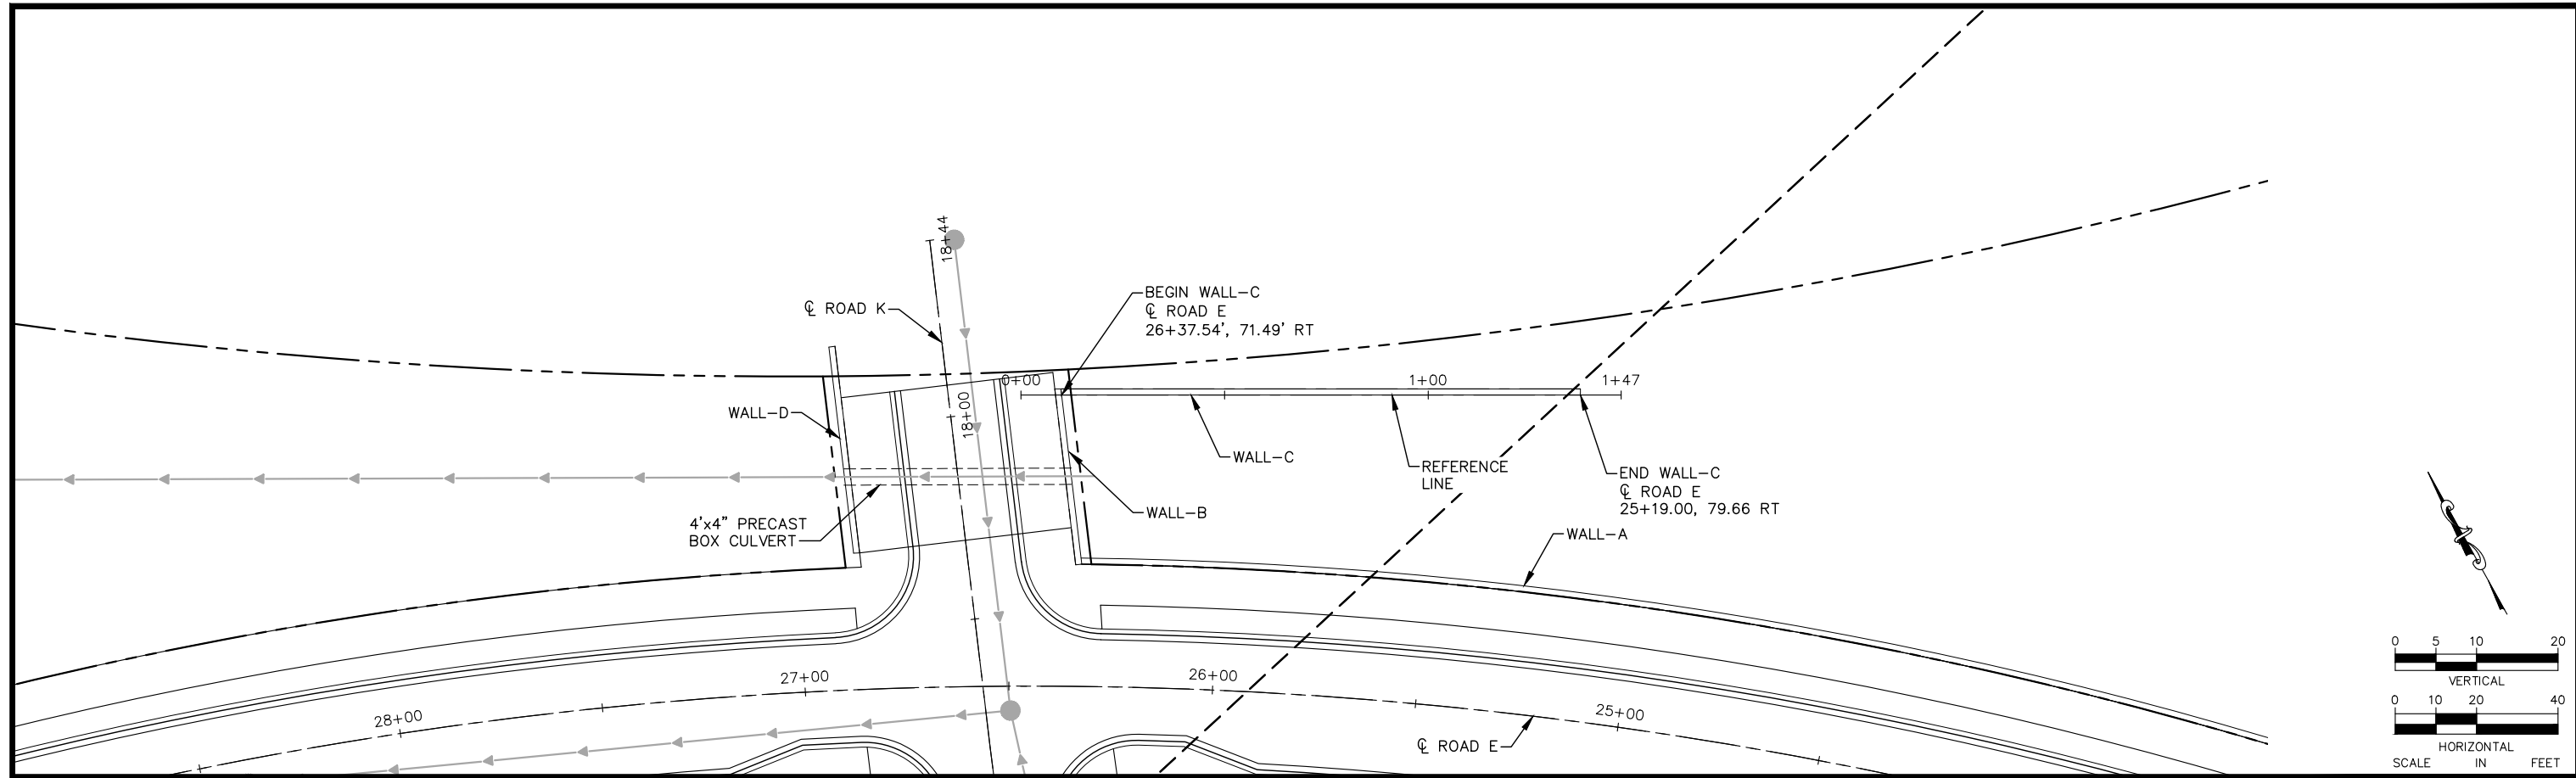 18+44
℄ ROAD K
BEGIN WALL-C
℄ ROAD E
26+37.54', 71.49' RT
0+00
1+00
1+47
18+00
WALL-D
WALL-C
REFERENCE
LINE
END WALL-C
℄ ROAD E
25+19.00, 79.66 RT
4'x4" PRECAST
BOX CULVERT
WALL-B
WALL-A
28+00
27+00
26+00
25+00
℄ ROAD E
0 5 10 20
VERTICAL
0 10 20 40
HORIZONTAL
SCALE IN FEET